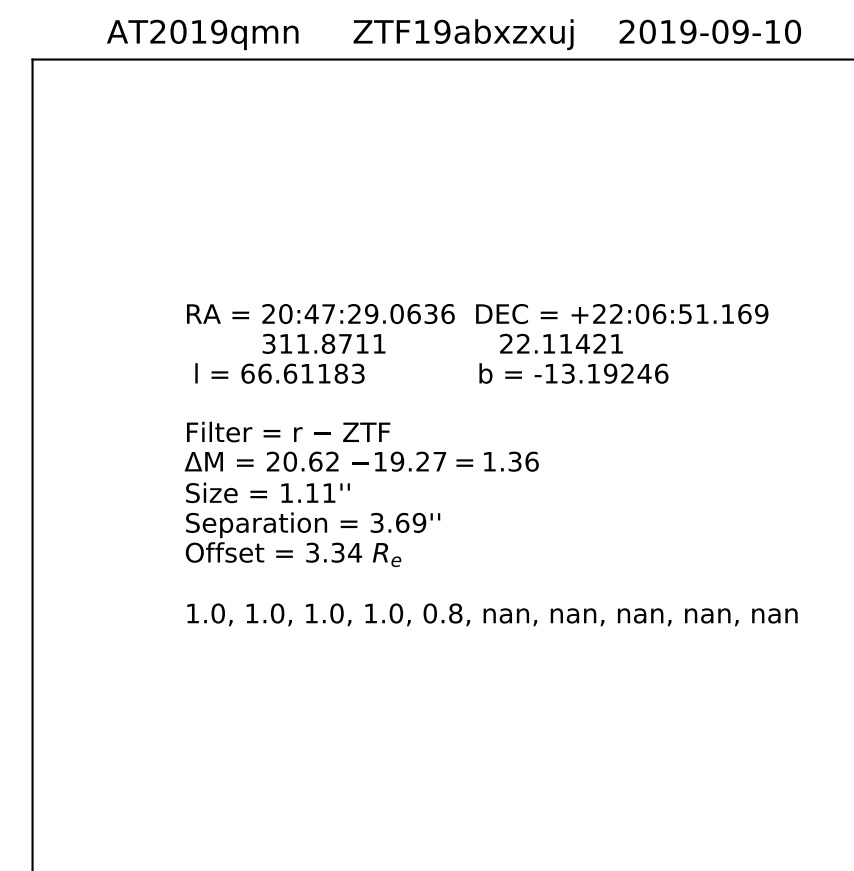 AT2019qmn ZTF19abxzxuj 2019-09-10
RA = 20:47:29.0636 DEC = +22:06:51.169
311.8711 22.11421
l = 66.61183 b = -13.19246
Filter = r − ZTF
ΔM = 20.62 −19.27 = 1.36
Size = 1.11''
Separation = 3.69''
Offset = 3.34 Rₑ
1.0, 1.0, 1.0, 1.0, 0.8, nan, nan, nan, nan, nan